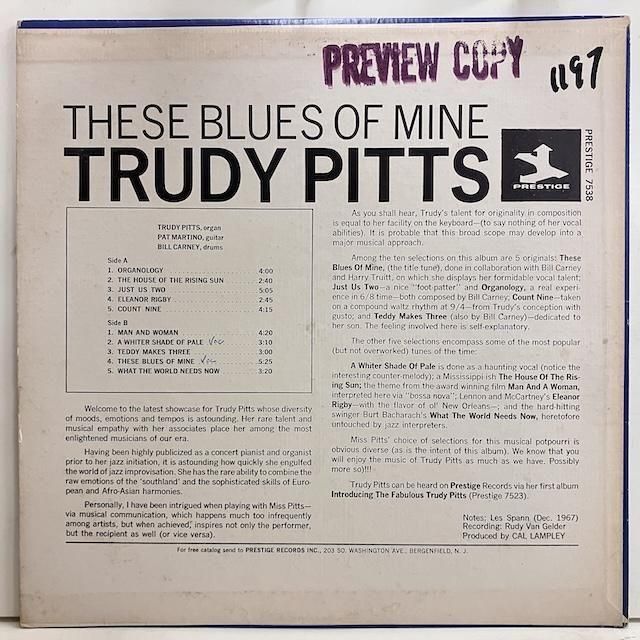 PREVIEW COPY
1197
THESE BLUES OF MINE
TRUDY PITTS
PRESTIGE
PRESTIGE 7538
TRUDY PITTS, organ
PAT MARTINO, guitar
BILL CARNEY, drums
Side A
1. ORGANOLOGY 4:00
2. THE HOUSE OF THE RISING SUN 2:40
3. JUST US TWO 5:05
4. ELEANOR RIGBY 2:45
5. COUNT NINE 4:15
Side B
1. MAN AND WOMAN 4:20
2. A WHITER SHADE OF PALE Voc 3:10
3. TEDDY MAKES THREE 3:00
4. THESE BLUES OF MINE Voc 5:25
5. WHAT THE WORLD NEEDS NOW 3:20
Welcome to the latest showcase for Trudy Pitts whose diversity
of moods, emotions and tempos is astounding. Her rare talent and
musical empathy with her associates place her among the most
enlightened musicians of our era.
Having been highly publicized as a concert pianist and organist
prior to her jazz initiation, it is astounding how quickly she engulfed
the world of jazz improvisation. She has the rare ability to combine the
raw emotions of the 'southland' and the sophisticated skills of Euro-
pean and Afro-Asian harmonies.
Personally, I have been intrigued when playing with Miss Pitts—
via musical communication, which happens much too infrequently
among artists, but when achieved, inspires not only the performer,
but the recipient as well (or vice versa).
As you shall hear, Trudy's talent for originality in composition
is equal to her facility on the keyboard—(to say nothing of her vocal
abilities). It is probable that this broad scope may develop into a
major musical approach.
Among the ten selections on this album are 5 originals: These
Blues Of Mine, (the title tune), done in collaboration with Bill Carney
and Harry Truitt, on which she displays her formidable vocal talent;
Just Us Two—a nice "foot-patter" and Organology, a real experi-
ence in 6/8 time—both composed by Bill Carney; Count Nine—taken
on a compound waltz rhythm at 9/4—from Trudy's conception with
gusto; and Teddy Makes Three (also by Bill Carney)—dedicated to
her son. The feeling involved here is self-explanatory.
The other five selections encompass some of the most popular
(but not overworked) tunes of the time:
A Whiter Shade Of Pale is done as a haunting vocal (notice the
interesting counter-melody); a Mississippi-ish The House Of The Ris-
ing Sun; the theme from the award winning film Man And A Woman,
interpreted here via "bossa nova"; Lennon and McCartney's Eleanor
Rigby—with the flavor of ol' New Orleans—; and the hard-hitting
swinger Burt Bacharach's What The World Needs Now, heretofore
untouched by jazz interpreters.
Miss Pitts' choice of selections for this musical potpourri is
obvious diverse (as is the intent of this album). We know that you
will enjoy the music of Trudy Pitts as much as we have. Possibly
more so)!!!
Trudy Pitts can be heard on Prestige Records via her first album
Introducing The Fabulous Trudy Pitts (Prestige 7523).
Notes; Les Spann (Dec. 1967)
Recording: Rudy Van Gelder
Produced by CAL LAMPLEY
For free catalog send to PRESTIGE RECORDS INC., 203 SO. WASHINGTON AVE., BERGENFIELD, N. J.